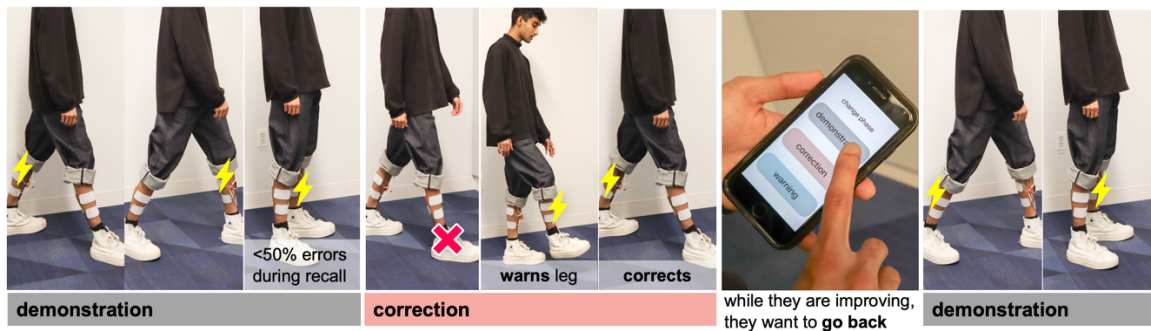 <50% errors
during recall
demonstration
warns leg
corrects
correction
change phase
demonstra
correction
warning
while they are improving,
they want to go back
demonstration